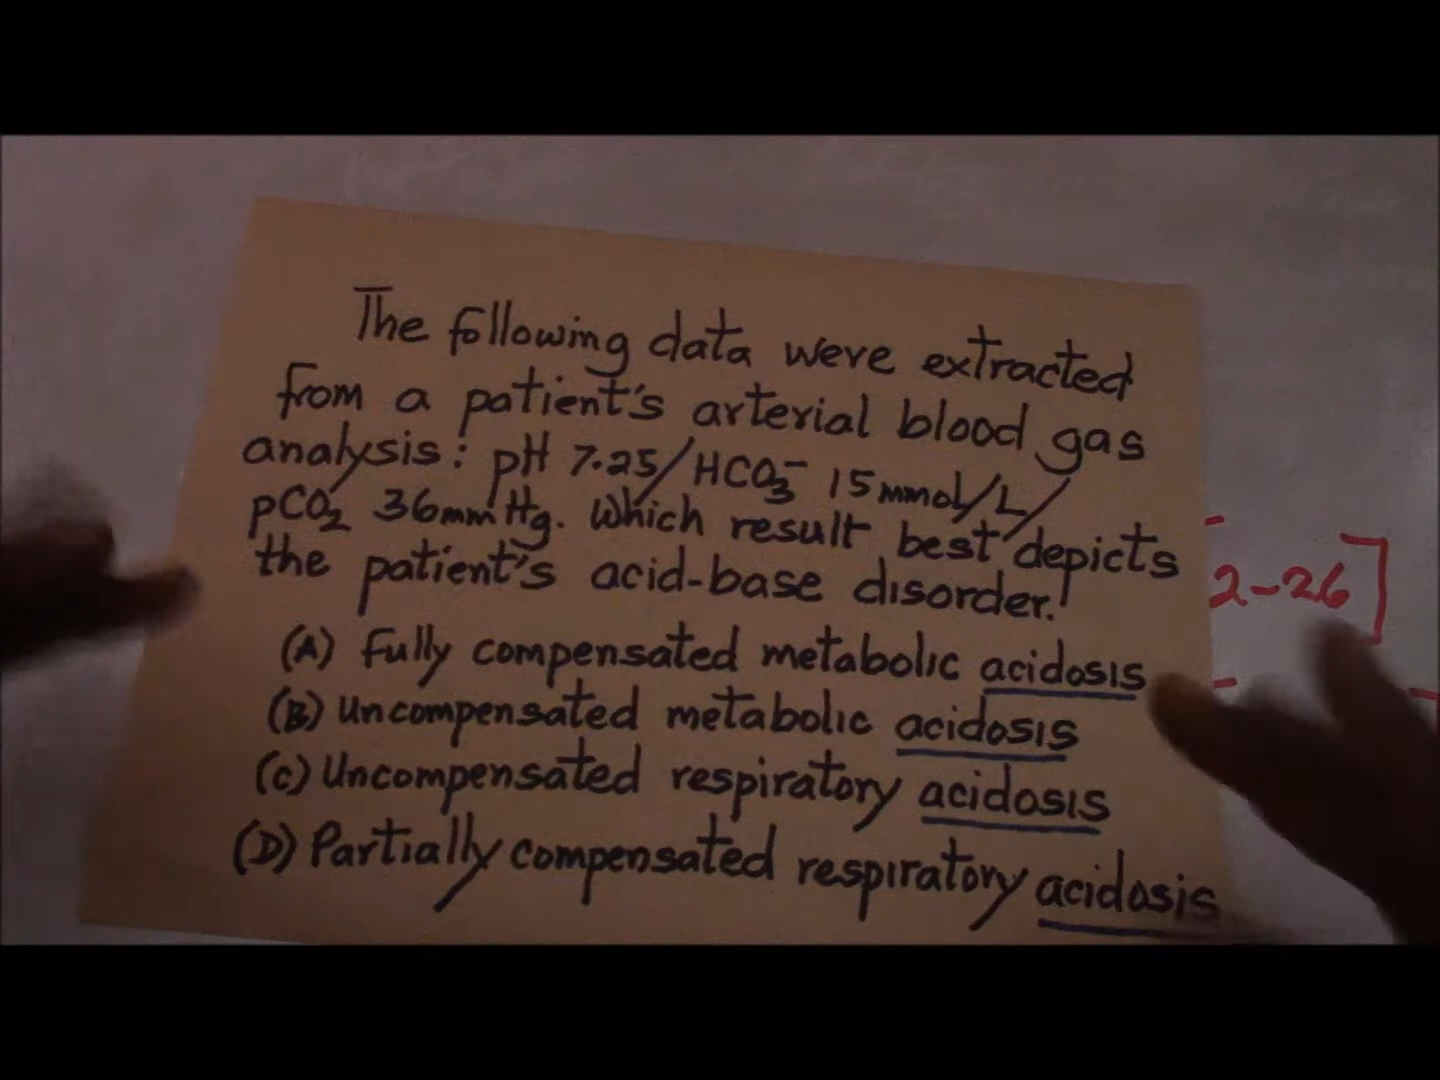 The following data were extracted
from a patient's arterial blood gas
analysis: pH 7.25/HCO3- 15mmol/L/
pCO2 36mmHg. Which result best depicts
the patient's acid-base disorder!
(A) Fully compensated metabolic acidosis
(B) Uncompensated metabolic acidosis
(C) Uncompensated respiratory acidosis
(D) Partially compensated respiratory acidosis
2-26]